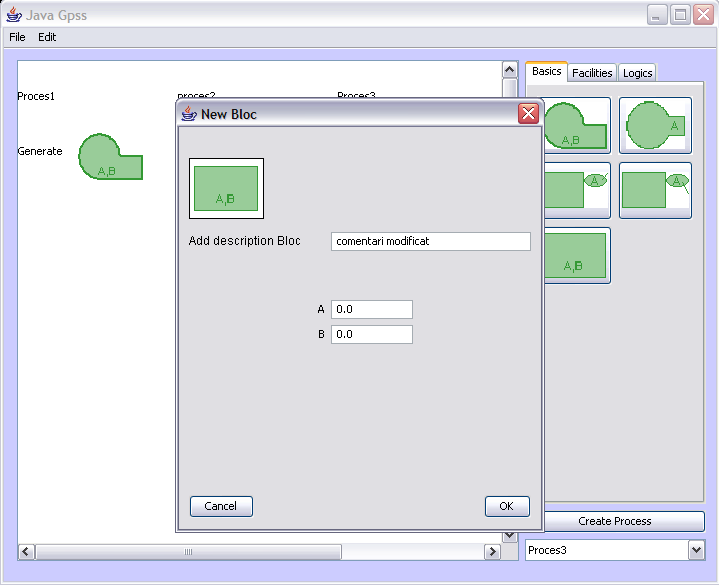 Java Gpss
File Edit
Proces1 proces2 Proces3
Basics Facilities Logics
Generate
A,B
New Bloc
A,B
Add description Bloc comentari modificat
A 0.0
B 0.0
Cancel OK
A,B A
A A
A,B
Create Process
Proces3